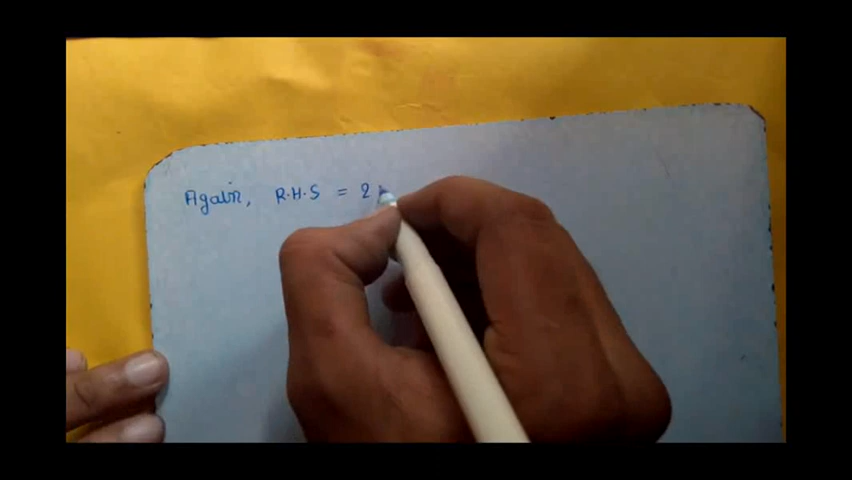 Again, R.H.S = 2